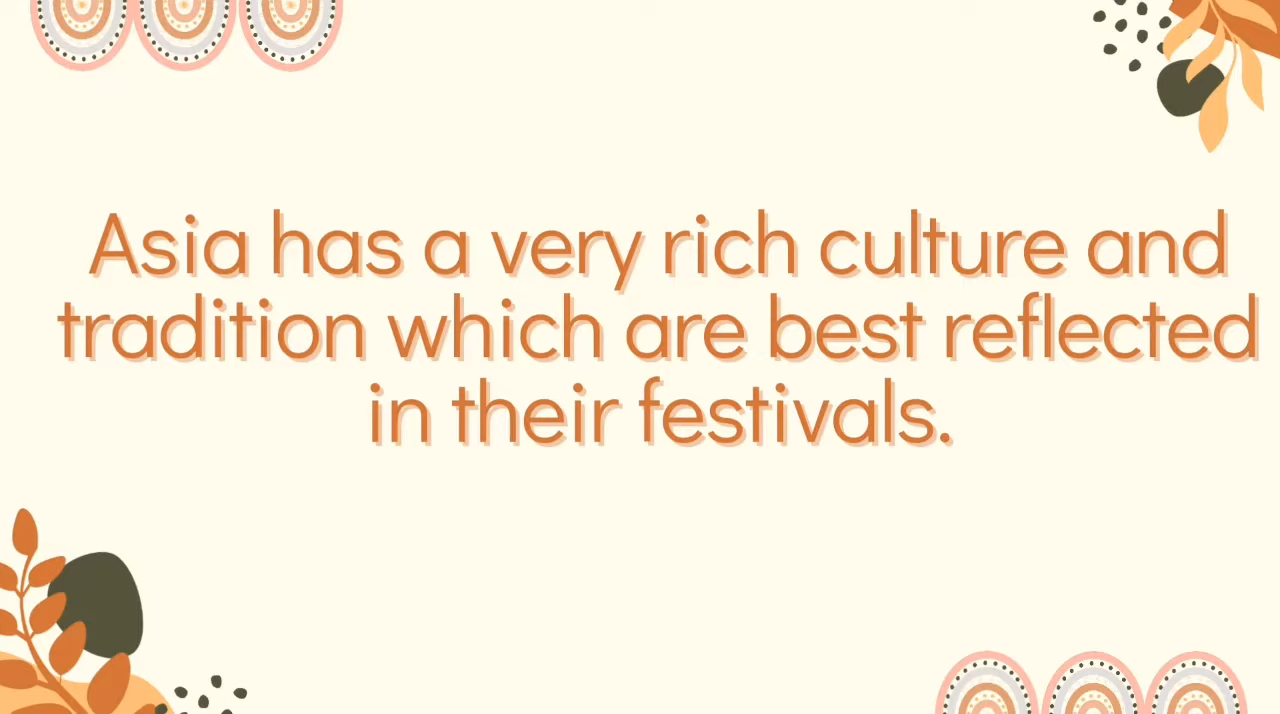 Asia has a very rich culture and
tradition which are best reflected
in their festivals.